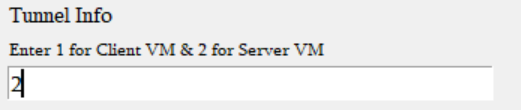 Tunnel Info
Enter 1 for Client VM & 2 for Server VM
2